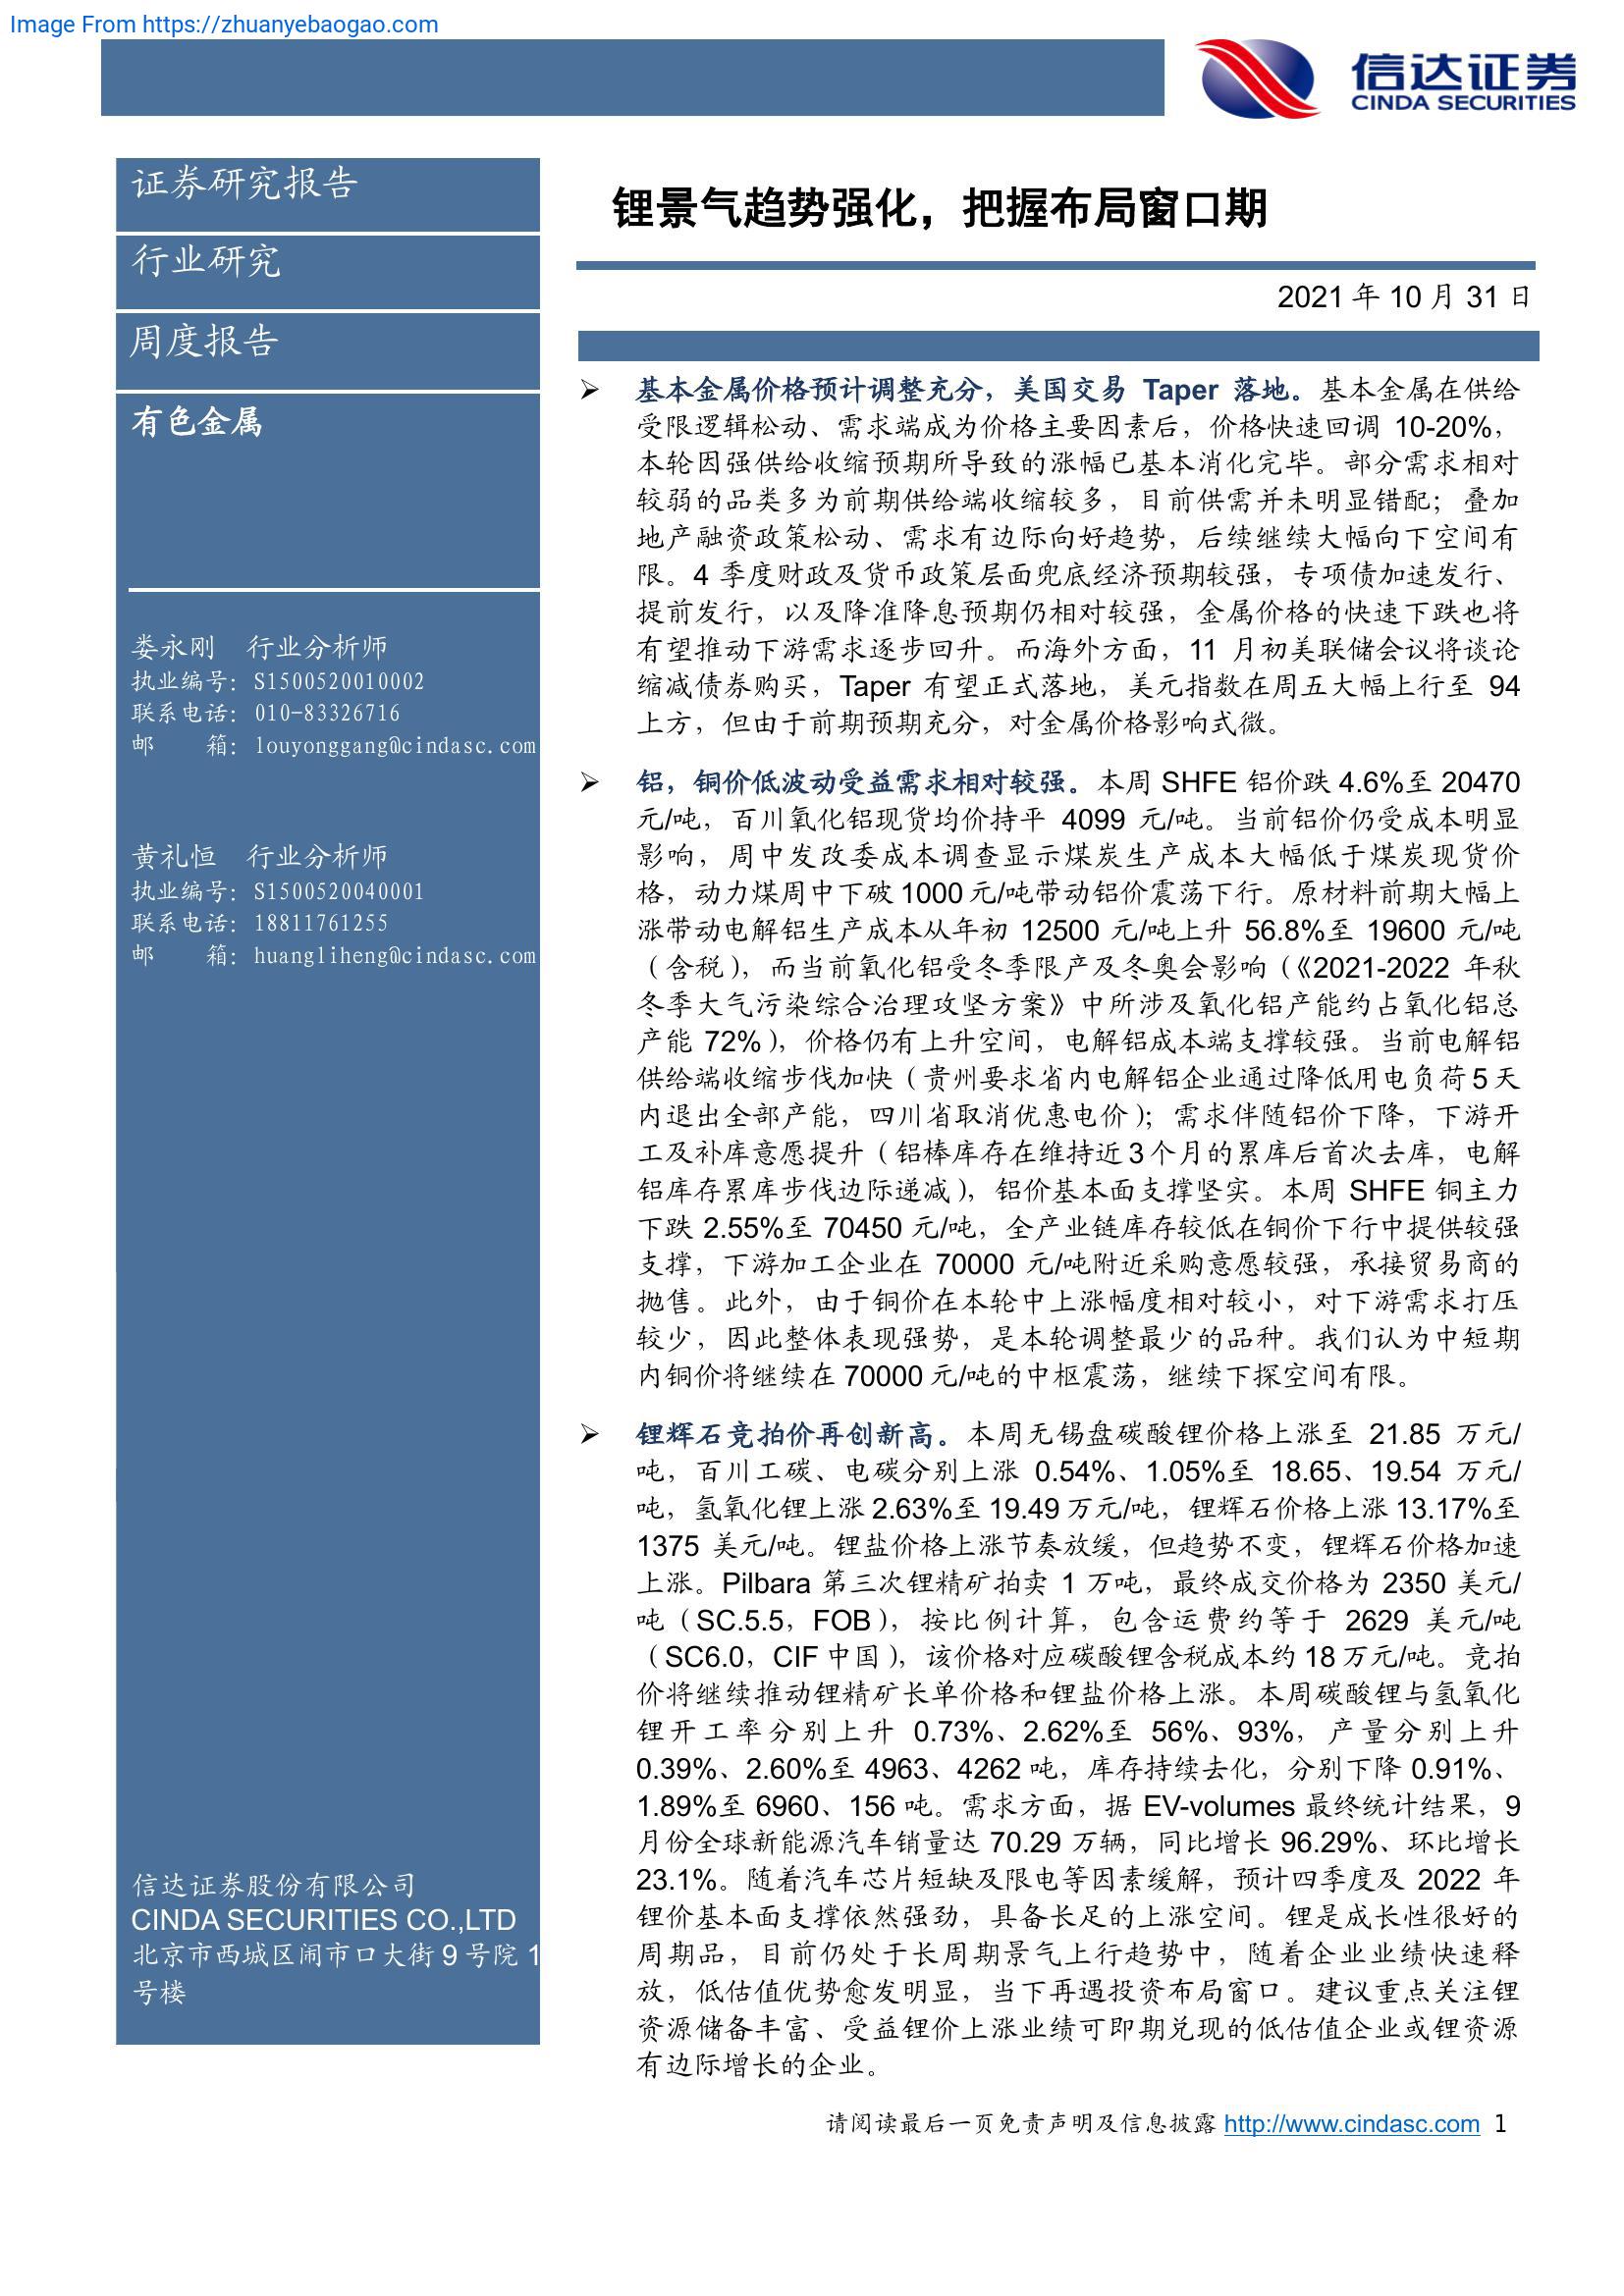 Image From https://zhuanyebaogao.com
信达证券
CINDA SECURITIES
证券研究报告
行业研究
周度报告
有色金属
娄永刚 行业分析师
执业编号：S1500520010002
联系电话：010-83326716
邮 箱：louyonggang@cindasc.com
黄礼恒 行业分析师
执业编号：S1500520040001
联系电话：18811761255
邮 箱：huangliheng@cindasc.com
信达证券股份有限公司
CINDA SECURITIES CO.,LTD
北京市西城区闹市口大街 9 号院 1
号楼
锂景气趋势强化，把握布局窗口期
2021 年 10 月 31 日
➢ 基本金属价格预计调整充分，美国交易 Taper 落地。基本金属在供给
受限逻辑松动、需求端成为价格主要因素后，价格快速回调 10-20%，
本轮因强供给收缩预期所导致的涨幅已基本消化完毕。部分需求相对
较弱的品类多为前期供给端收缩较多，目前供需并未明显错配；叠加
地产融资政策松动、需求有边际向好趋势，后续继续大幅向下空间有
限。4 季度财政及货币政策层面兜底经济预期较强，专项债加速发行、
提前发行，以及降准降息预期仍相对较强，金属价格的快速下跌也将
有望推动下游需求逐步回升。而海外方面，11 月初美联储会议将谈论
缩减债券购买，Taper 有望正式落地，美元指数在周五大幅上行至 94
上方，但由于前期预期充分，对金属价格影响式微。
➢ 铝，铜价低波动受益需求相对较强。本周 SHFE 铝价跌 4.6%至 20470
元/吨，百川氧化铝现货均价持平 4099 元/吨。当前铝价仍受成本明显
影响，周中发改委成本调查显示煤炭生产成本大幅低于煤炭现货价
格，动力煤周中下破 1000 元/吨带动铝价震荡下行。原材料前期大幅上
涨带动电解铝生产成本从年初 12500 元/吨上升 56.8%至 19600 元/吨
（含税），而当前氧化铝受冬季限产及冬奥会影响（《2021-2022 年秋
冬季大气污染综合治理攻坚方案》中所涉及氧化铝产能约占氧化铝总
产能 72%），价格仍有上升空间，电解铝成本端支撑较强。当前电解铝
供给端收缩步伐加快（贵州要求省内电解铝企业通过降低用电负荷 5 天
内退出全部产能，四川省取消优惠电价）；需求伴随铝价下降，下游开
工及补库意愿提升（铝棒库存在维持近 3 个月的累库后首次去库，电解
铝库存累库步伐边际递减），铝价基本面支撑坚实。本周 SHFE 铜主力
下跌 2.55%至 70450 元/吨，全产业链库存较低在铜价下行中提供较强
支撑，下游加工企业在 70000 元/吨附近采购意愿较强，承接贸易商的
抛售。此外，由于铜价在本轮中上涨幅度相对较小，对下游需求打压
较少，因此整体表现强势，是本轮调整最少的品种。我们认为中短期
内铜价将继续在 70000 元/吨的中枢震荡，继续下探空间有限。
➢ 锂辉石竞拍价再创新高。本周无锡盘碳酸锂价格上涨至 21.85 万元/
吨，百川工碳、电碳分别上涨 0.54%、1.05%至 18.65、19.54 万元/
吨，氢氧化锂上涨 2.63%至 19.49 万元/吨，锂辉石价格上涨 13.17%至
1375 美元/吨。锂盐价格上涨节奏放缓，但趋势不变，锂辉石价格加速
上涨。Pilbara 第三次锂精矿拍卖 1 万吨，最终成交价格为 2350 美元/
吨（SC.5.5，FOB），按比例计算，包含运费约等于 2629 美元/吨
（SC6.0，CIF 中国），该价格对应碳酸锂含税成本约 18 万元/吨。竞拍
价将继续推动锂精矿长单价格和锂盐价格上涨。本周碳酸锂与氢氧化
锂开工率分别上升 0.73%、2.62%至 56%、93%，产量分别上升
0.39%、2.60%至 4963、4262 吨，库存持续去化，分别下降 0.91%、
1.89%至 6960、156 吨。需求方面，据 EV-volumes 最终统计结果，9
月份全球新能源汽车销量达 70.29 万辆，同比增长 96.29%、环比增长
23.1%。随着汽车芯片短缺及限电等因素缓解，预计四季度及 2022 年
锂价基本面支撑依然强劲，具备长足的上涨空间。锂是成长性很好的
周期品，目前仍处于长周期景气上行趋势中，随着企业业绩快速释
放，低估值优势愈发明显，当下再遇投资布局窗口。建议重点关注锂
资源储备丰富、受益锂价上涨业绩可即期兑现的低估值企业或锂资源
有边际增长的企业。
请阅读最后一页免责声明及信息披露 http://www.cindasc.com 1